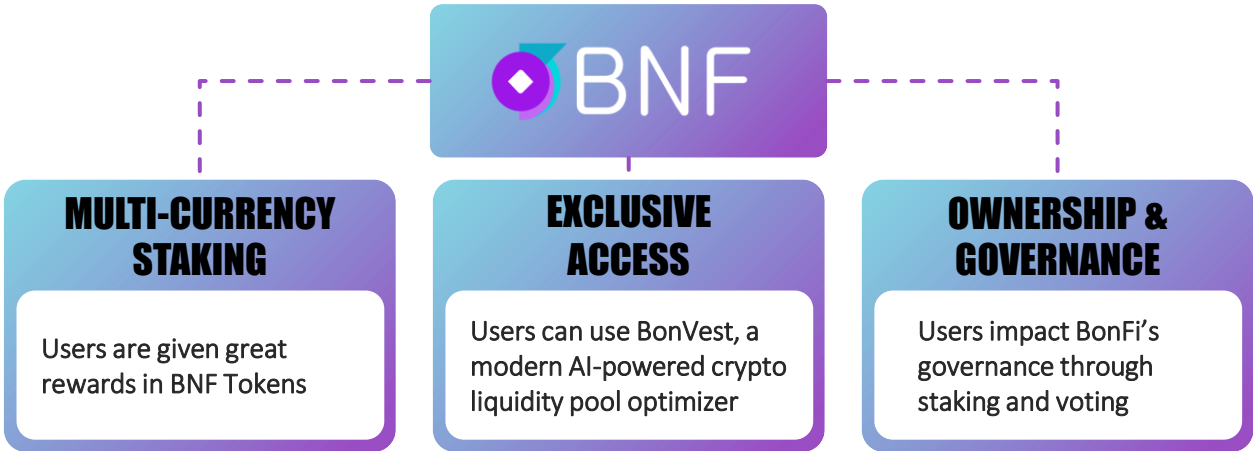 BNF
MULTI-CURRENCY
STAKING
Users are given great
rewards in BNF Tokens
EXCLUSIVE
ACCESS
Users can use BonVest, a
modern AI-powered crypto
liquidity pool optimizer
OWNERSHIP &
GOVERNANCE
Users impact BonFi’s
governance through
staking and voting